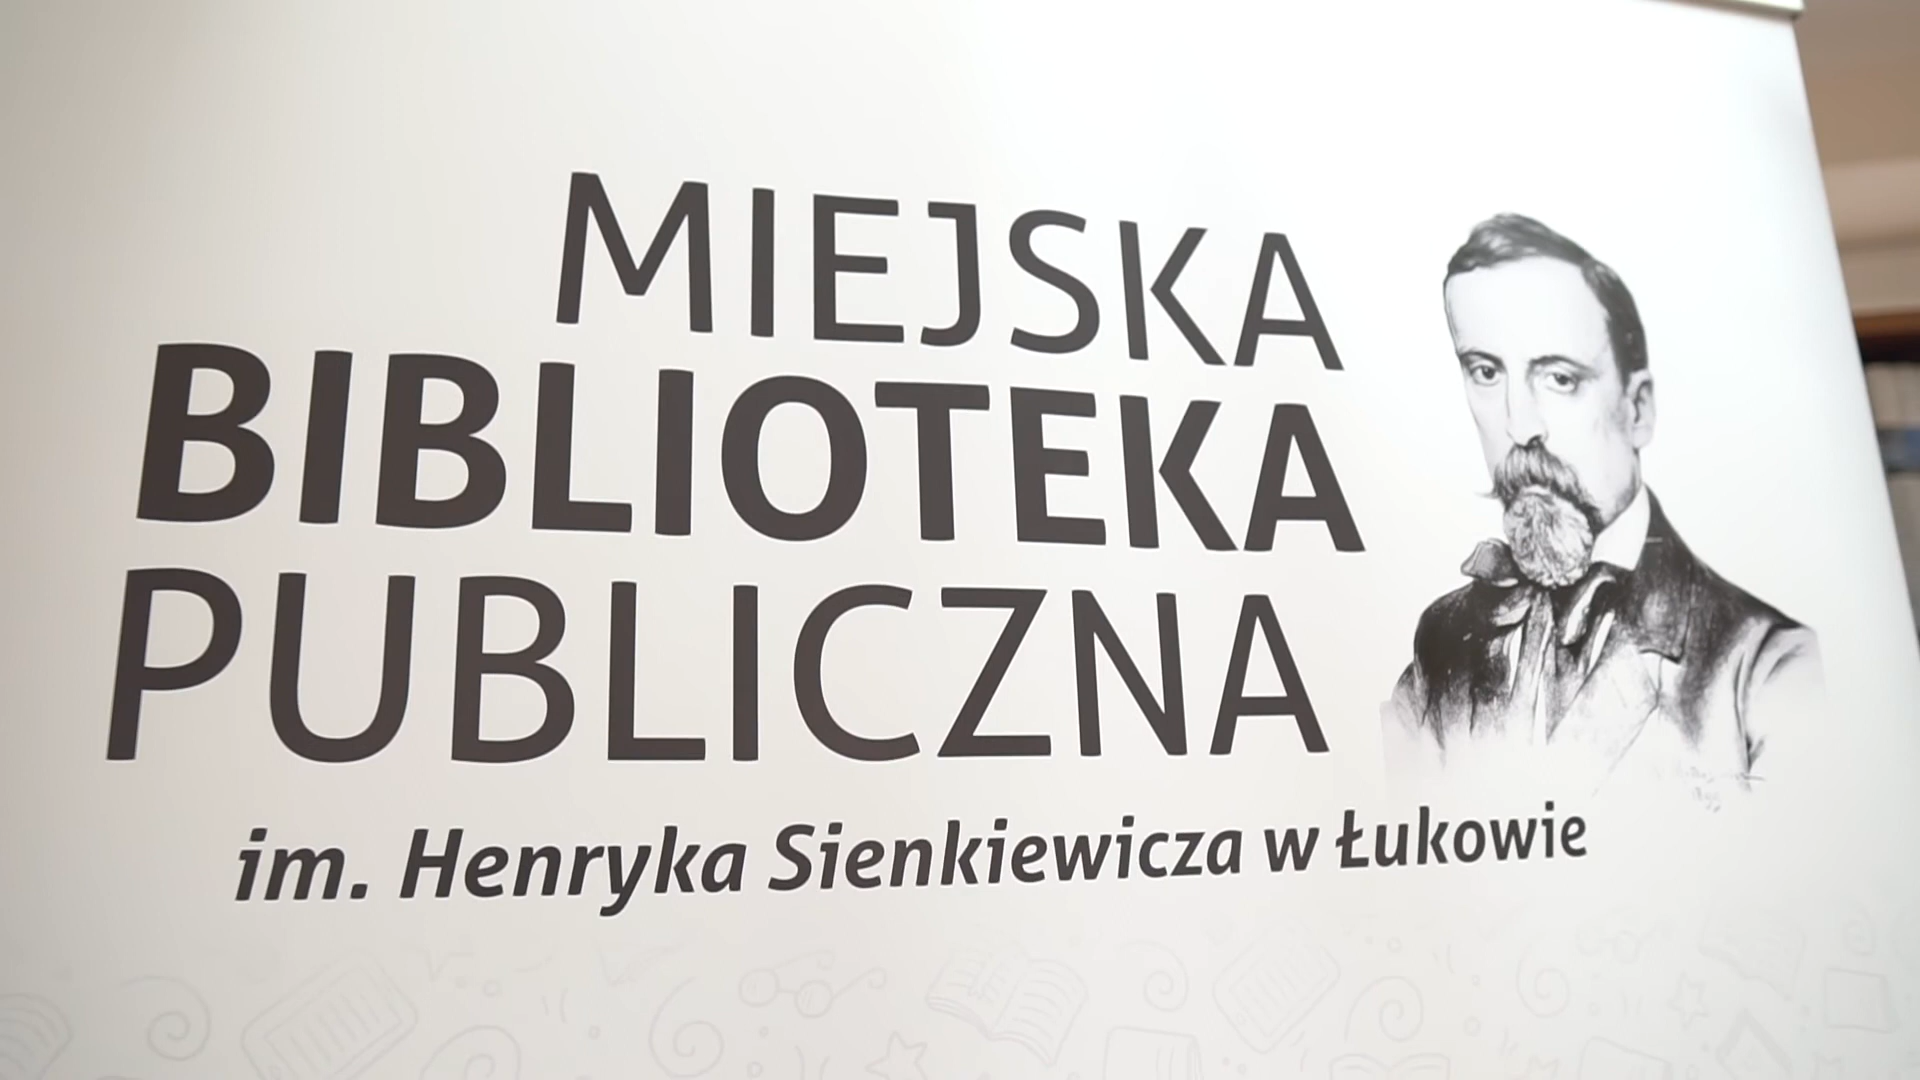 MIEJSKA
BIBLIOTEKA
PUBLICZNA
im. Henryka Sienkiewicza w Łukowie